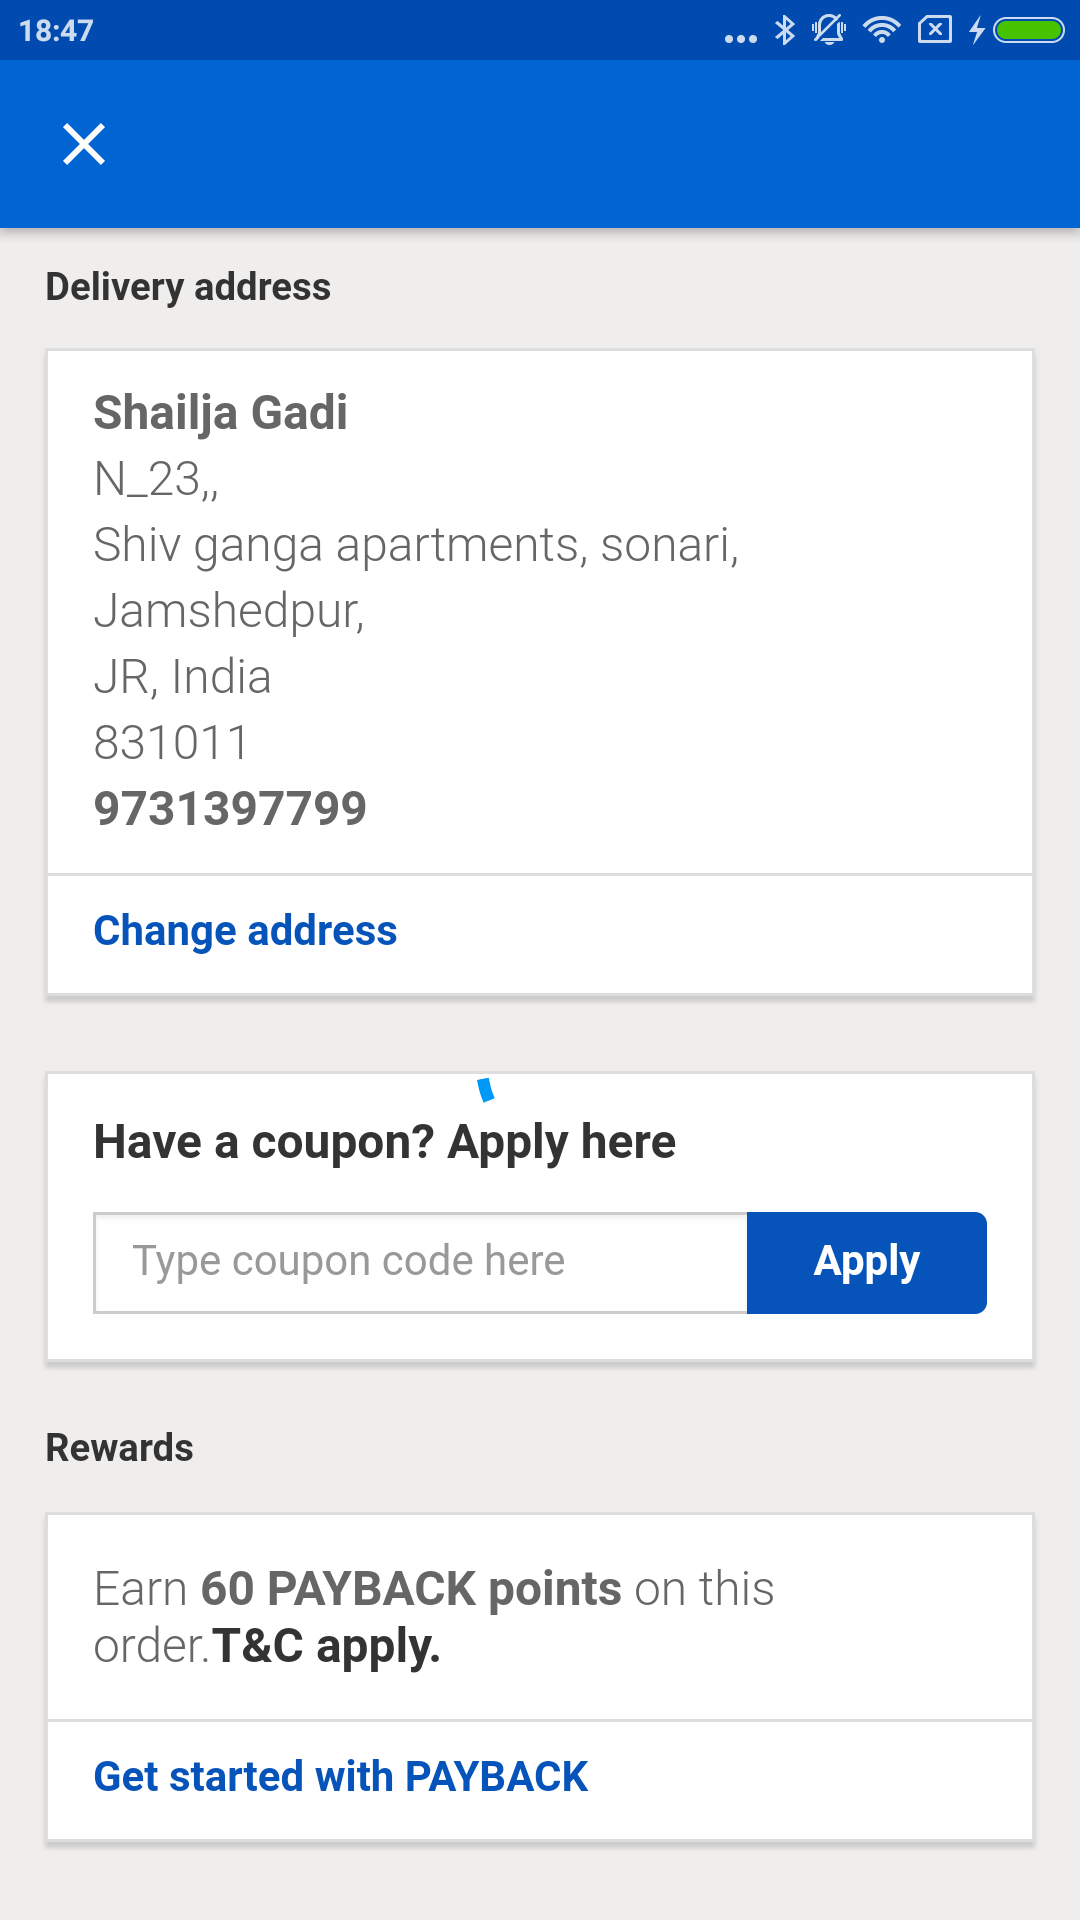 18:47
Delivery address
Shailja Gadi
N_23,,
Shiv ganga apartments, sonari,
Jamshedpur,
JR, India
831011
9731397799
Change address
Have a coupon? Apply here
Type coupon code here
Apply
Rewards
Earn 60 PAYBACK points on this
order.T&C apply.
Get started with PAYBACK